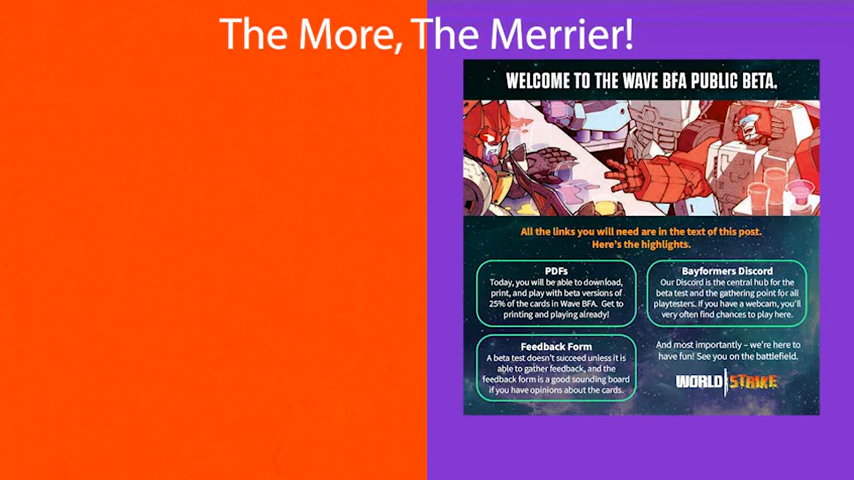 The More, The Merrier!
WELCOME TO THE WAVE BFA PUBLIC BETA.
All the links you will need are in the text of this post.
Here's the highlights.
PDFs
Today, you will be able to download,
print, and play with beta versions of
25% of the cards in Wave BFA. Get to
printing and playing already!
Bayformers Discord
Our Discord is the central hub for the
beta test and the gathering point for all
playtesters. If you have a webcam, you'll
very often find chances to play here.
Feedback Form
A beta test doesn't succeed unless it is
able to gather feedback, and the
feedback form is a good sounding board
if you have opinions about the cards.
And most importantly – we're here to
have fun! See you on the battlefield.
WORLD STRIKE